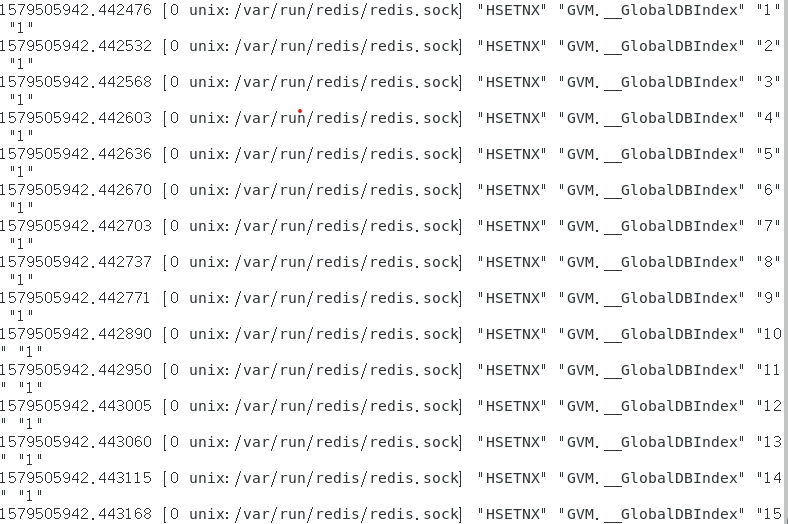 1579505942.442476 [0 unix:/var/run/redis/redis.sock] "HSETNX" "GVM.__GlobalDBIndex" "1"
 "1"
1579505942.442532 [0 unix:/var/run/redis/redis.sock] "HSETNX" "GVM.__GlobalDBIndex" "2"
 "1"
1579505942.442568 [0 unix:/var/run/redis/redis.sock] "HSETNX" "GVM.__GlobalDBIndex" "3"
 "1"
1579505942.442603 [0 unix:/var/run/redis/redis.sock] "HSETNX" "GVM.__GlobalDBIndex" "4"
 "1"
1579505942.442636 [0 unix:/var/run/redis/redis.sock] "HSETNX" "GVM.__GlobalDBIndex" "5"
 "1"
1579505942.442670 [0 unix:/var/run/redis/redis.sock] "HSETNX" "GVM.__GlobalDBIndex" "6"
 "1"
1579505942.442703 [0 unix:/var/run/redis/redis.sock] "HSETNX" "GVM.__GlobalDBIndex" "7"
 "1"
1579505942.442737 [0 unix:/var/run/redis/redis.sock] "HSETNX" "GVM.__GlobalDBIndex" "8"
 "1"
1579505942.442771 [0 unix:/var/run/redis/redis.sock] "HSETNX" "GVM.__GlobalDBIndex" "9"
 "1"
1579505942.442890 [0 unix:/var/run/redis/redis.sock] "HSETNX" "GVM.__GlobalDBIndex" "10
" "1"
1579505942.442950 [0 unix:/var/run/redis/redis.sock] "HSETNX" "GVM.__GlobalDBIndex" "11
" "1"
1579505942.443005 [0 unix:/var/run/redis/redis.sock] "HSETNX" "GVM.__GlobalDBIndex" "12
" "1"
1579505942.443060 [0 unix:/var/run/redis/redis.sock] "HSETNX" "GVM.__GlobalDBIndex" "13
" "1"
1579505942.443115 [0 unix:/var/run/redis/redis.sock] "HSETNX" "GVM.__GlobalDBIndex" "14
" "1"
1579505942.443168 [0 unix:/var/run/redis/redis.sock] "HSETNX" "GVM.__GlobalDBIndex" "15